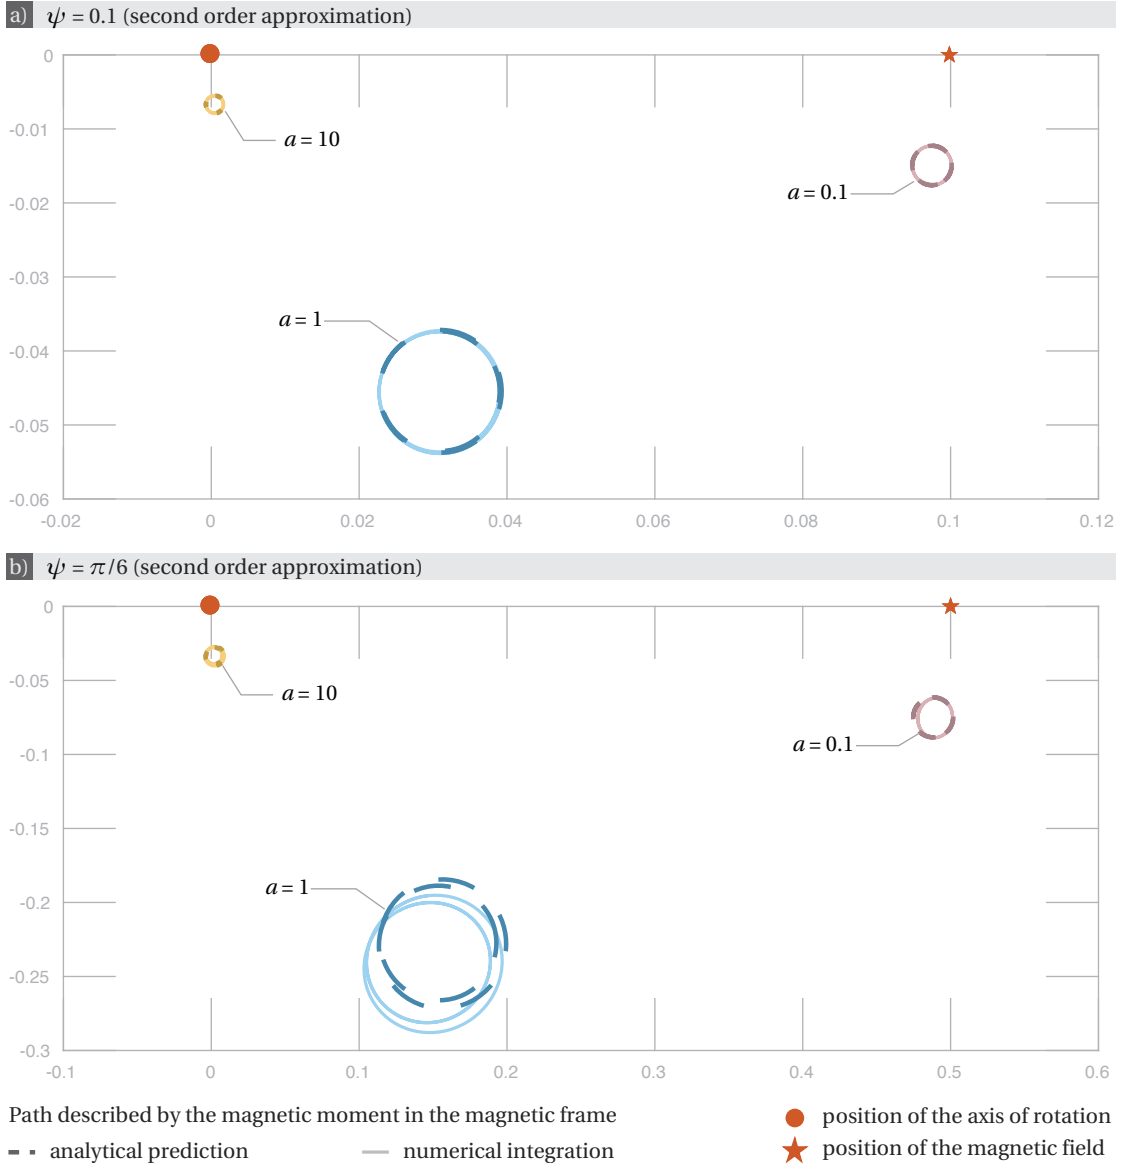 a) ψ = 0.1 (second order approximation)
0
-0.01
-0.02
-0.03
-0.04
-0.05
-0.06
a = 10
a = 0.1
a = 1
-0.02 0 0.02 0.04 0.06 0.08 0.1 0.12
b) ψ = π/6 (second order approximation)
0
-0.05
-0.1
-0.15
-0.2
-0.25
-0.3
a = 10
a = 0.1
a = 1
-0.1 0 0.1 0.2 0.3 0.4 0.5 0.6
Path described by the magnetic moment in the magnetic frame
analytical prediction
numerical integration
position of the axis of rotation
position of the magnetic field